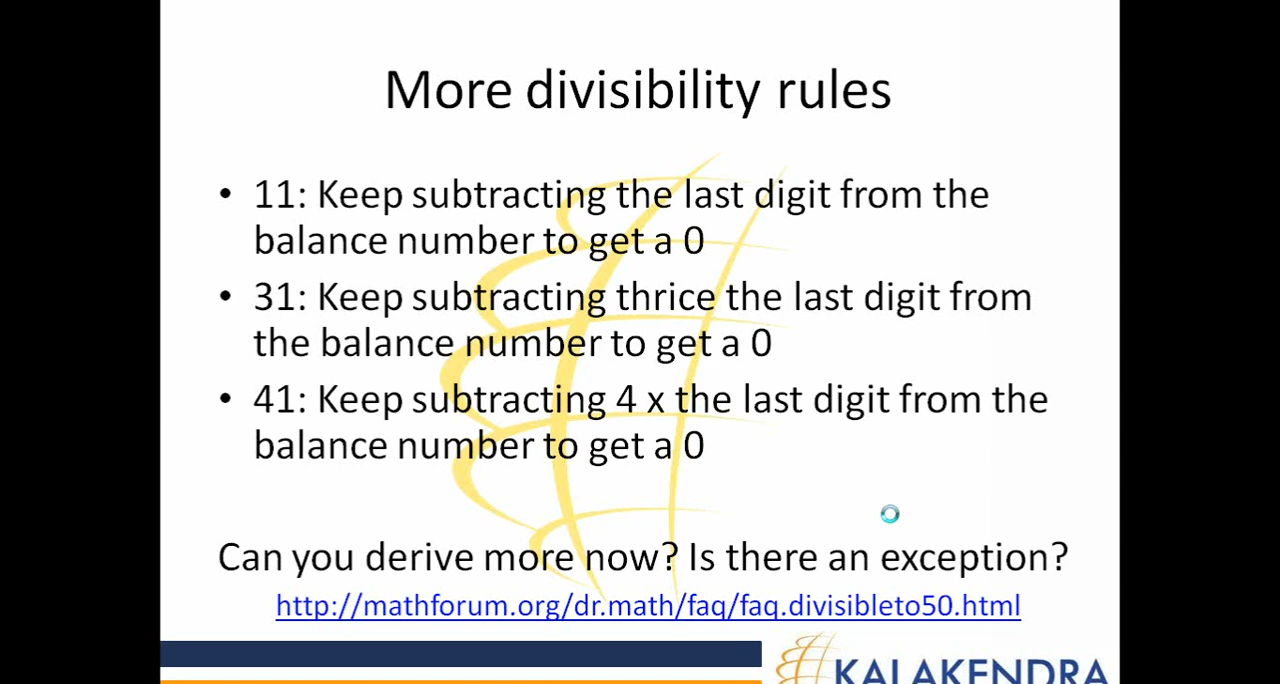 More divisibility rules
• 11: Keep subtracting the last digit from the
balance number to get a 0
• 31: Keep subtracting thrice the last digit from
the balance number to get a 0
• 41: Keep subtracting 4 x the last digit from the
balance number to get a 0
Can you derive more now? Is there an exception?
http://mathforum.org/dr.math/faq/faq.divisibleto50.html
KALAKENDRA